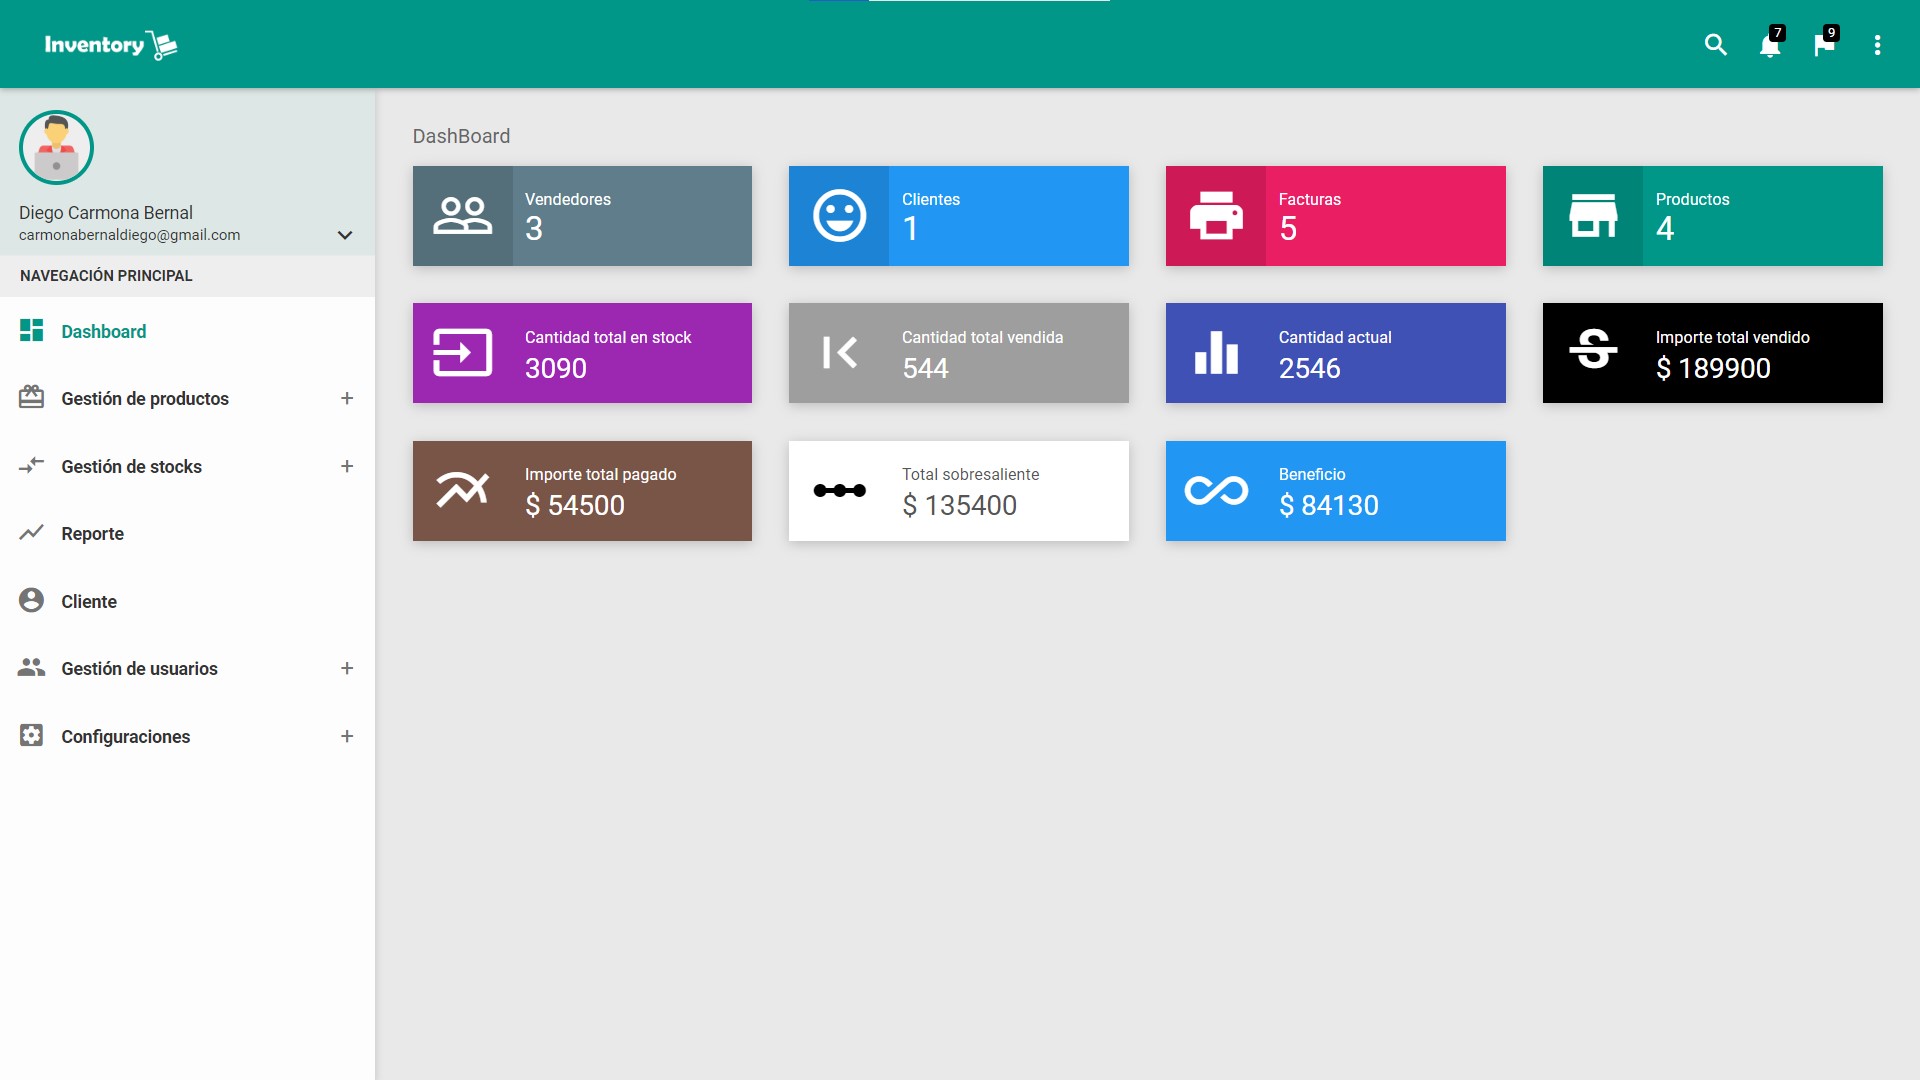 Inventory
7
9
Diego Carmona Bernal
carmonabernaldiego@gmail.com
NAVEGACIÓN PRINCIPAL
Dashboard
Gestión de productos +
Gestión de stocks +
Reporte
Cliente
Gestión de usuarios +
Configuraciones +
DashBoard
Vendedores
3
Clientes
1
Facturas
5
Productos
4
Cantidad total en stock
3090
Cantidad total vendida
544
Cantidad actual
2546
Importe total vendido
$ 189900
Importe total pagado
$ 54500
Total sobresaliente
$ 135400
Beneficio
$ 84130